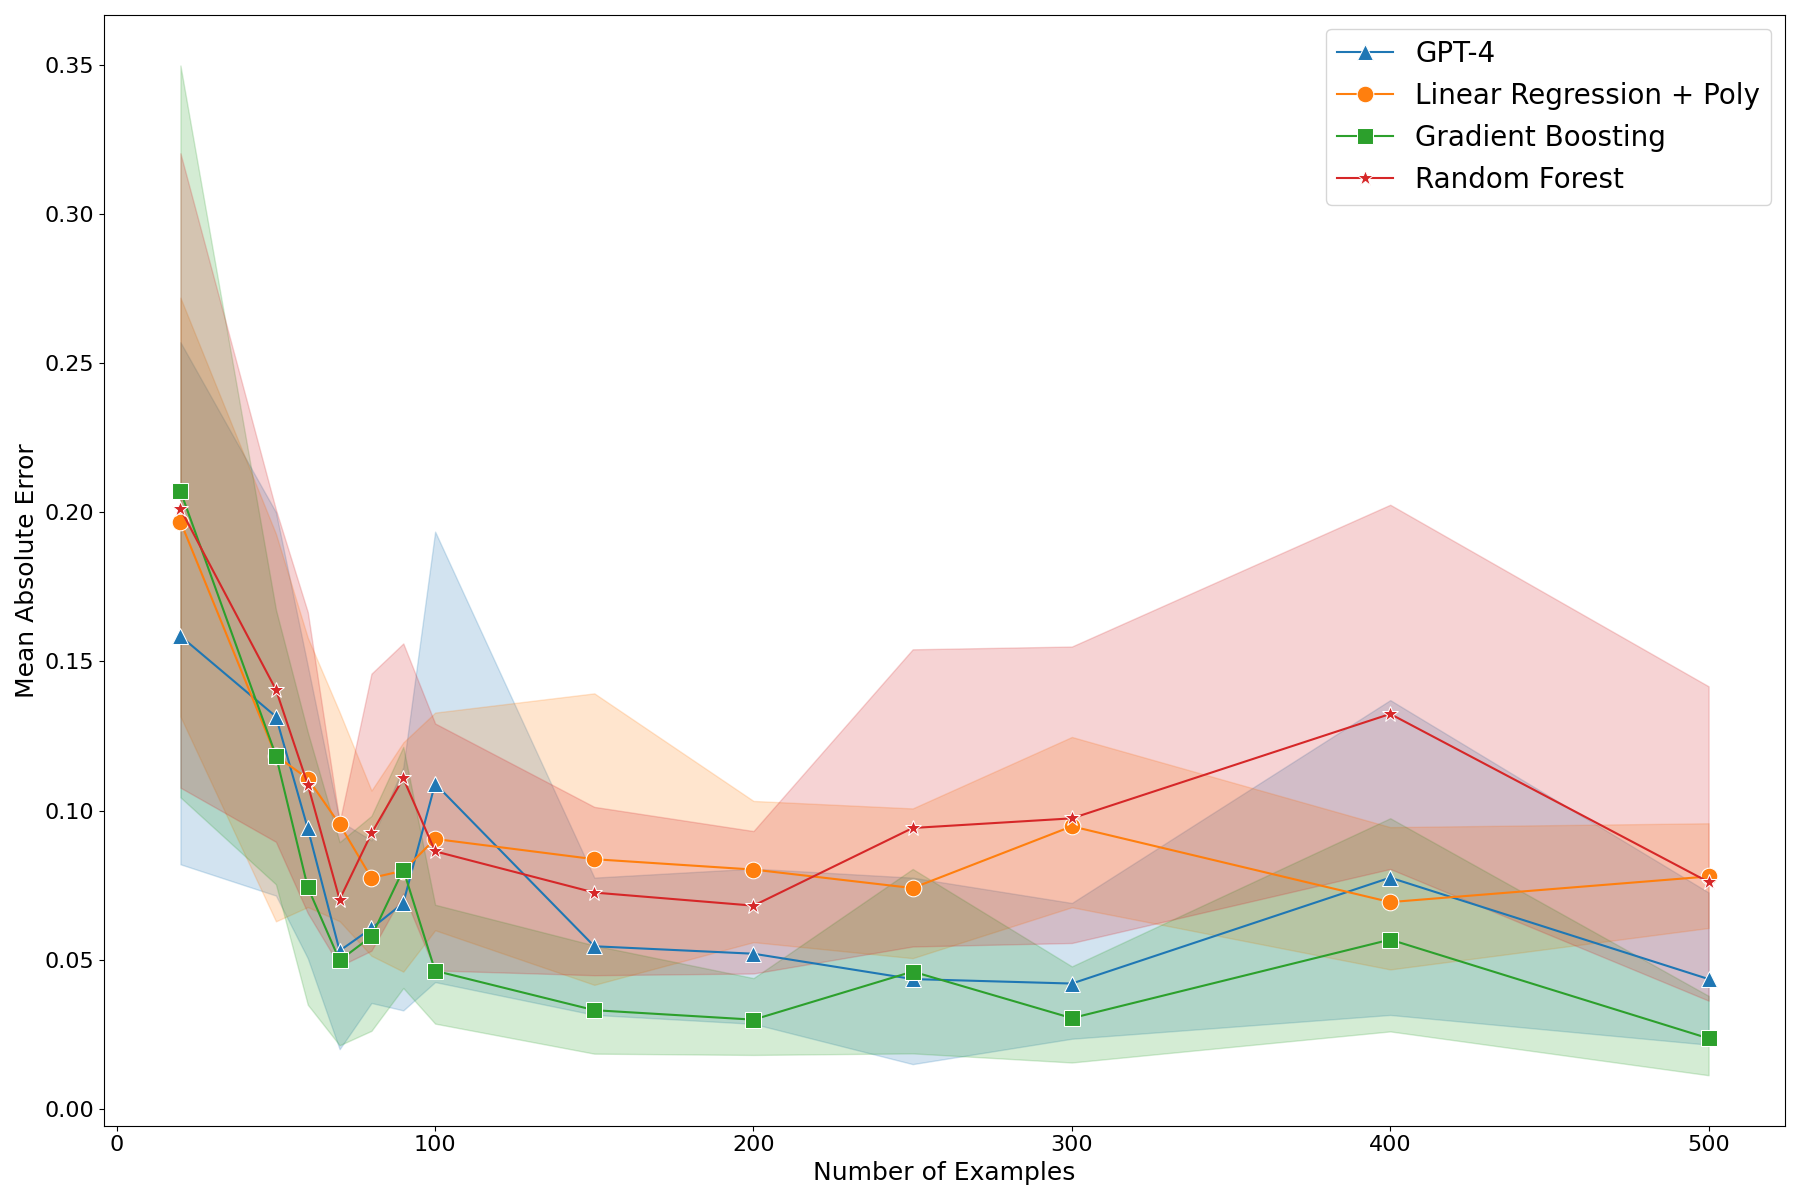 GPT-4
Linear Regression + Poly
Gradient Boosting
Random Forest
Mean Absolute Error
0.35
0.30
0.25
0.20
0.15
0.10
0.05
0.00
0 100 200 300 400 500
Number of Examples